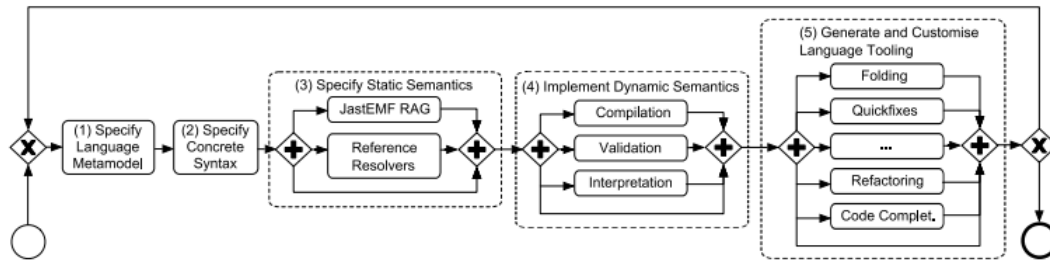 (1) Specify
Language
Metamodel
(2) Specify
Concrete
Syntax
(3) Specify Static Semantics
JastEMF RAG
Reference
Resolvers
(4) Implement Dynamic Semantics
Compilation
Validation
Interpretation
(5) Generate and Customise
Language Tooling
Folding
Quickfixes
...
Refactoring
Code Complet.